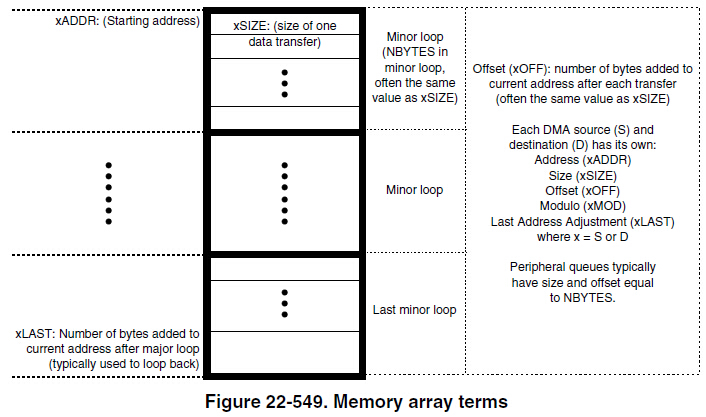 xADDR: (Starting address)
xSIZE: (size of one
data transfer)
Minor loop
(NBYTES in
minor loop,
often the same
value as xSIZE)
Offset (xOFF): number of bytes added to
current address after each transfer
(often the same value as xSIZE)
Each DMA source (S) and
destination (D) has its own:
Address (xADDR)
Size (xSIZE)
Offset (xOFF)
Modulo (xMOD)
Last Address Adjustment (xLAST)
where x = S or D
Peripheral queues typically
have size and offset equal
to NBYTES.
Minor loop
Last minor loop
xLAST: Number of bytes added to
current address after major loop
(typically used to loop back)
Figure 22-549. Memory array terms